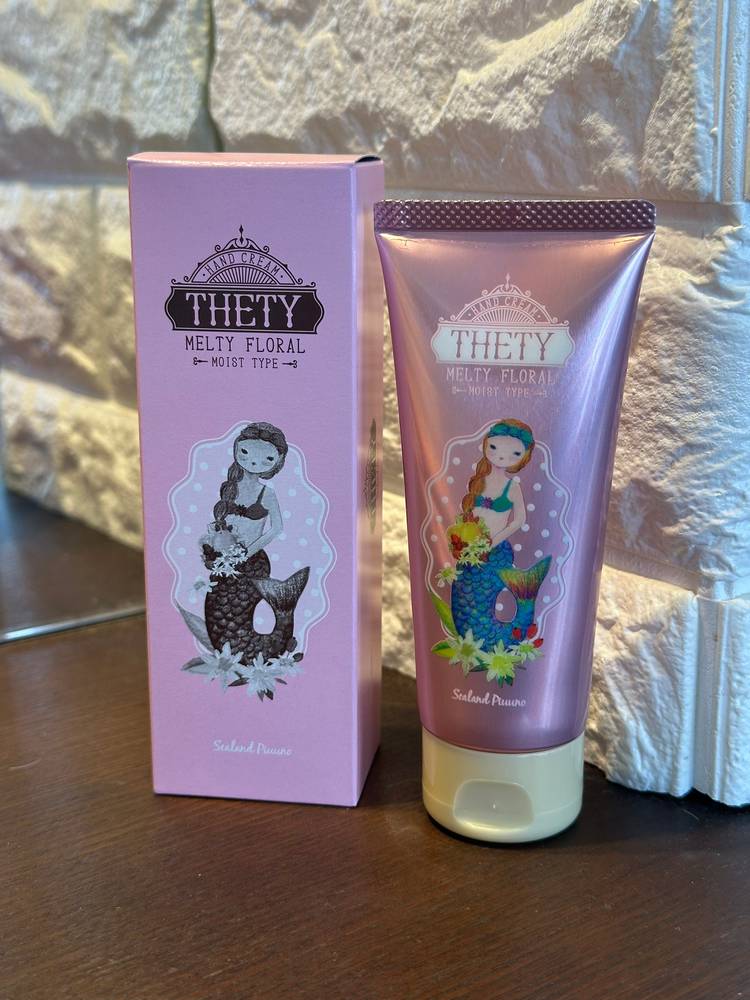 HAND CREAM
THETY
MELTY FLORAL
MOIST TYPE
Sealand Piuuno
HAND CREAM
THETY
MELTY FLORAL
MOIST TYPE
Sealand Piuuno